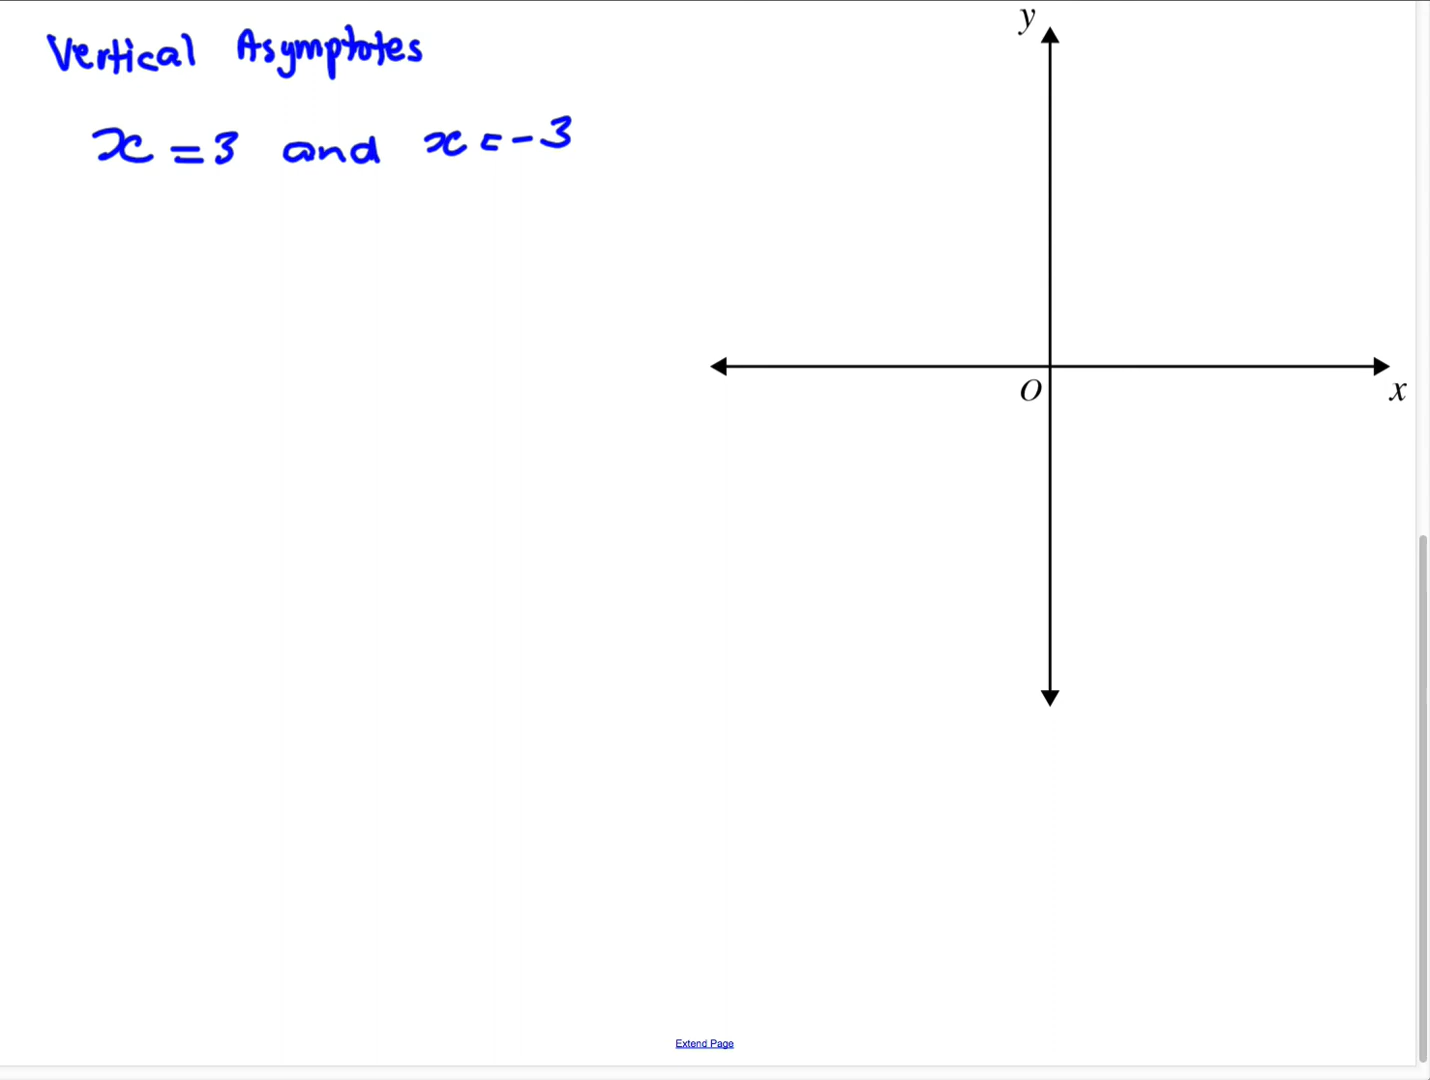 Vertical Asymptotes
x = 3 and x = -3
y
O
x
Extend Page